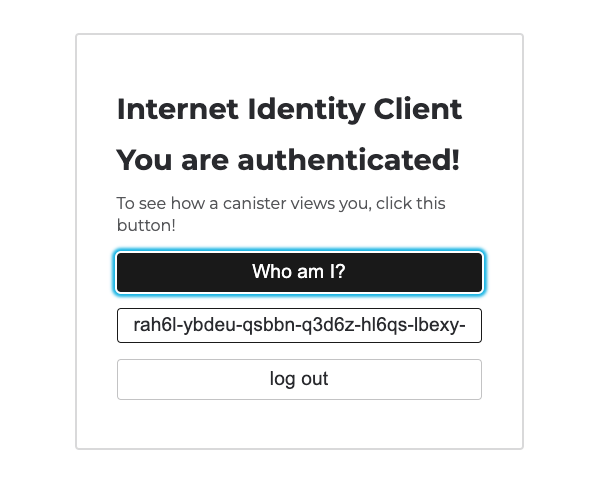 Internet Identity Client
You are authenticated!
To see how a canister views you, click this
button!
Who am I?
rah6l-ybdeu-qsbbn-q3d6z-hl6qs-lbexy-
log out